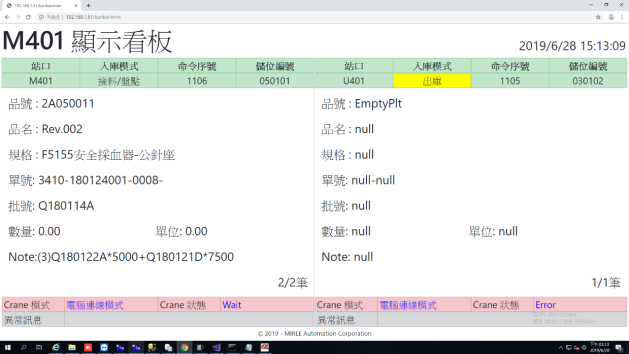 192.168.1.51/kanban/mm
不安全 | 192.168.1.51/kanban/mm
M401 顯示看板
2019/6/28 15:13:09
站口 入庫模式 命令序號 儲位編號 站口 入庫模式 命令序號 儲位編號
M401 撿料/盤點 1106 050101 U401 出庫 1105 030102
品號 : 2A050011
品名 : Rev.002
規格 : F5155安全採血器-公針座
單號: 3410-180124001-0008-
批號: Q180114A
數量: 0.00 單位: 0.00
Note:(3)Q180122A*5000+Q180121D*7500
2/2筆
品號 : EmptyPlt
品名 : null
規格 : null
單號: null-null
批號: null
數量: null 單位: null
Note: null
1/1筆
Crane 模式 電腦連線模式 Crane 狀態 Wait Crane 模式 電腦連線模式 Crane 狀態 Error
異常訊息 異常訊息
© 2019 - MIRLE Automation Corporation
下午 03:13
2019/6/28